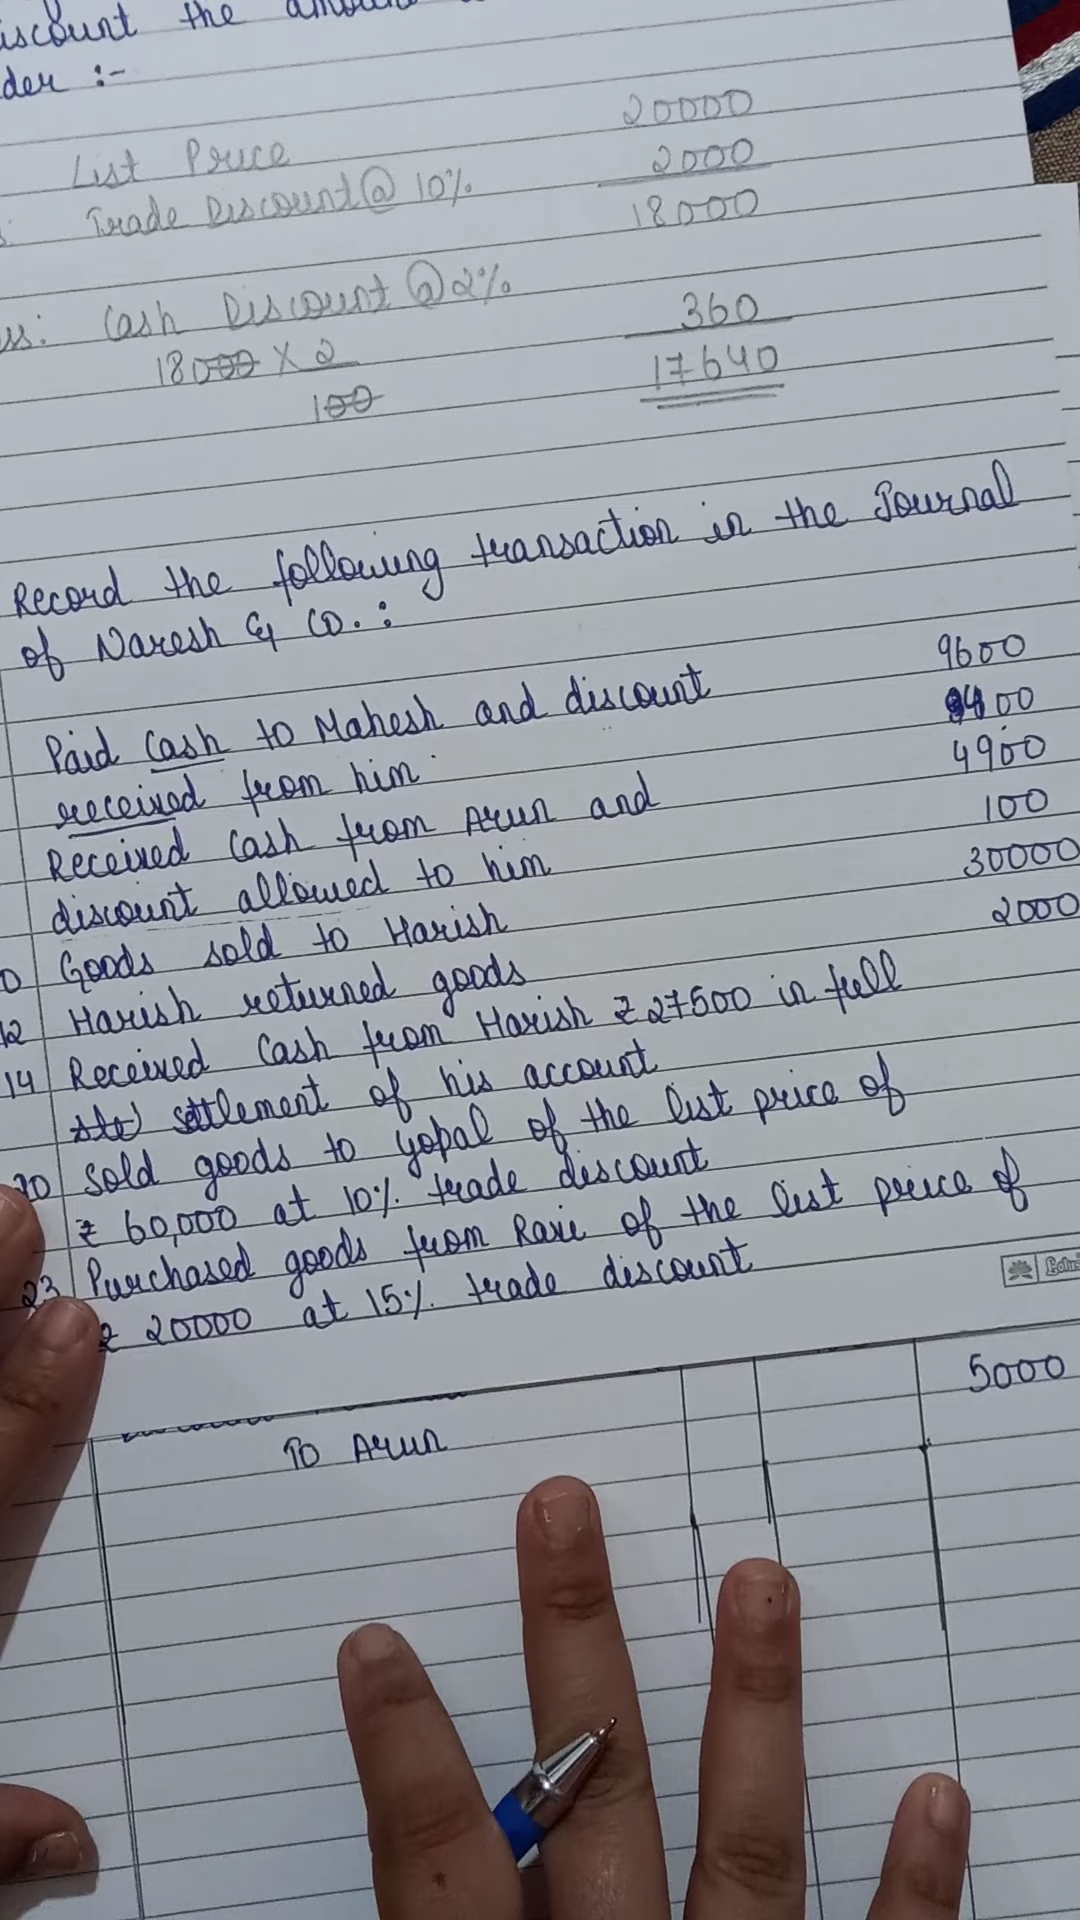 iscount the amount
der :-
List Price 20000
Trade Discount@ 10% 2000
18000
ss: Cash Discount @2%
18000 X 2 360
100 17640
Record the following transaction in the Journal
of Naresh & CO. :
Paid Cash to Mahesh and discount 9600
received from him. 400
Received Cash from Arun and 4900
discount allowed to him 100
0 Goods sold to Harish 30000
12 Harish returned goods 2000
14 Received Cash from Harish ₹ 27500 in full
settlement of his account
20 Sold goods to Gopal of the list price of
₹ 60,000 at 10%. trade discount
23 Purchased goods from Ravi of the list price of
₹ 20000 at 15%. trade discount
Lotus
5000
To Arun